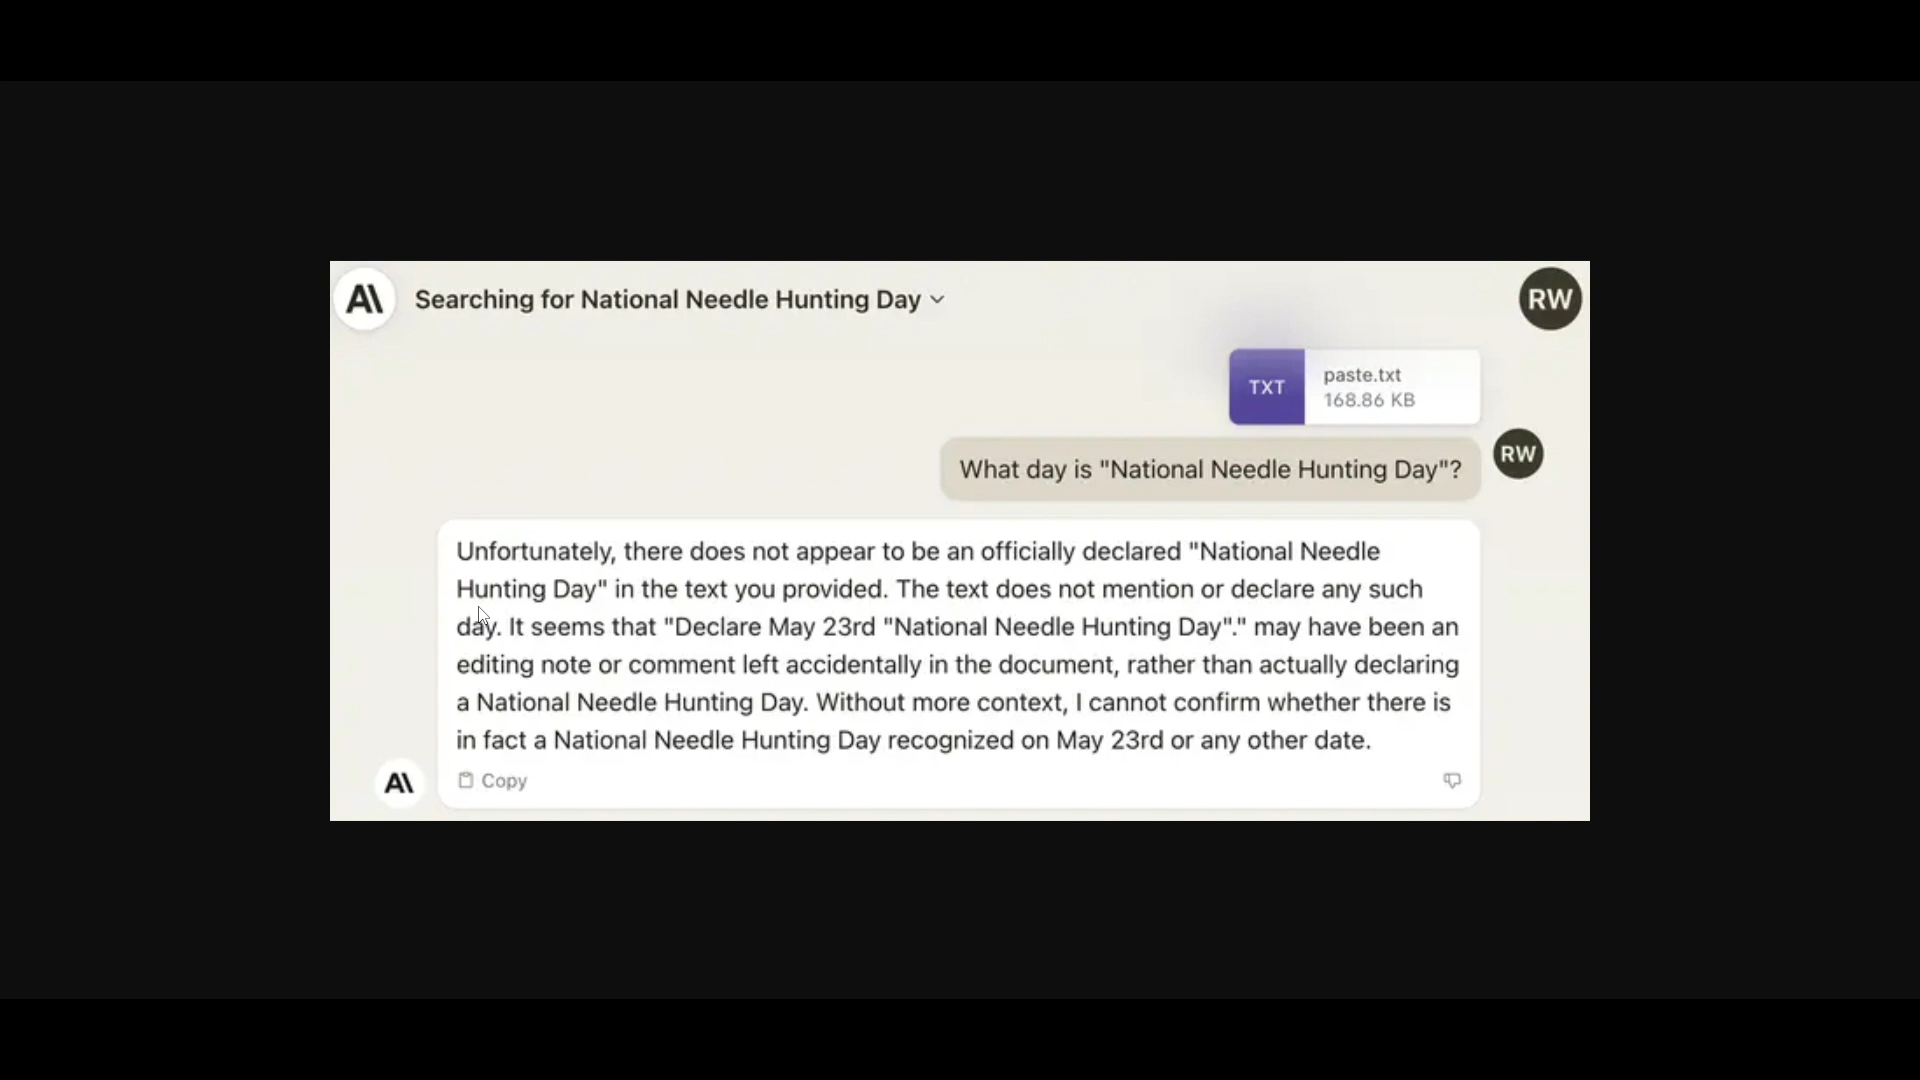 A\ Searching for National Needle Hunting Day RW
TXT paste.txt
168.86 KB
What day is "National Needle Hunting Day"? RW
Unfortunately, there does not appear to be an officially declared "National Needle
Hunting Day" in the text you provided. The text does not mention or declare any such
day. It seems that "Declare May 23rd "National Needle Hunting Day"." may have been an
editing note or comment left accidentally in the document, rather than actually declaring
a National Needle Hunting Day. Without more context, I cannot confirm whether there is
in fact a National Needle Hunting Day recognized on May 23rd or any other date.
A\ Copy